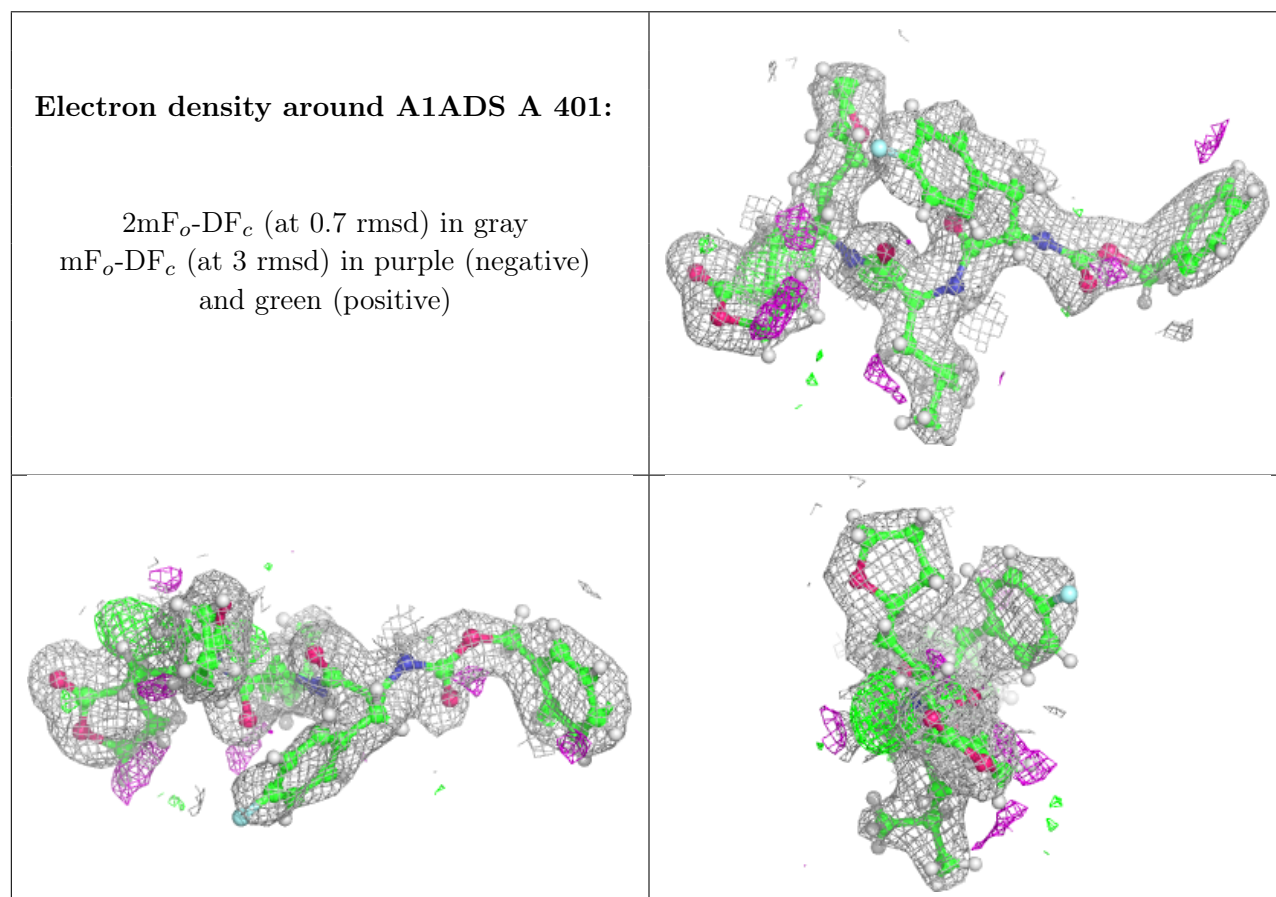 Electron density around A1ADS A 401:
2mFₒ-DF𝒸 (at 0.7 rmsd) in gray
mFₒ-DF𝒸 (at 3 rmsd) in purple (negative)
and green (positive)